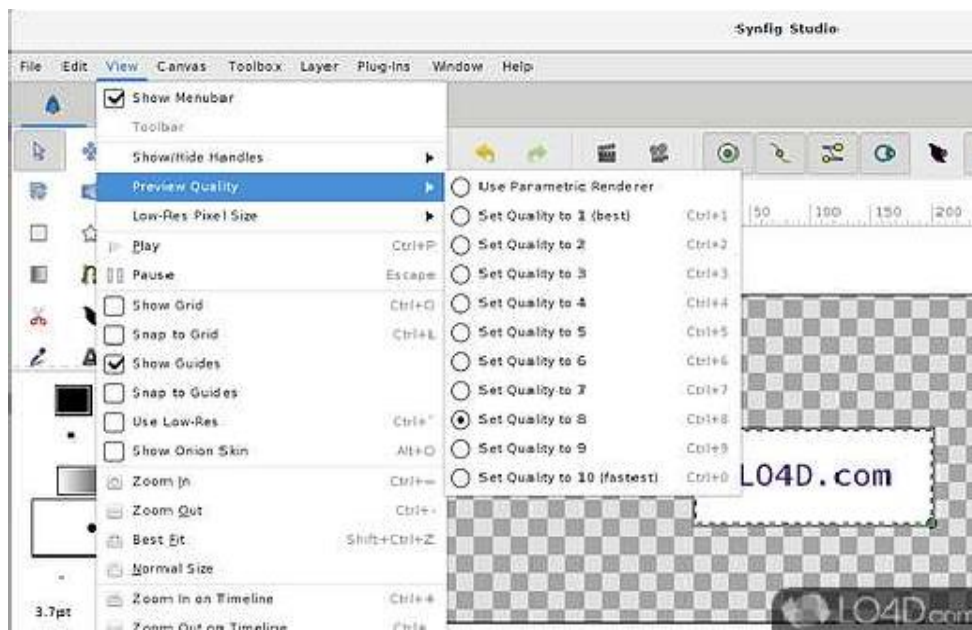 Synfig Studio
File Edit View Canvas Toolbox Layer Plug-Ins Window Help
Show Menubar
Toolbar
Show/Hide Handles
Preview Quality
Low-Res Pixel Size
Play Ctrl+P
Pause Escape
Show Grid
Snap to Grid Ctrl+L
Show Guides
Snap to Guides
Use Low-Res
Show Onion Skin Alt+O
Zoom In
Zoom Out Ctrl+-
Best Fit Shift+Ctrl+Z
Normal Size
Zoom In on Timeline
Zoom Out on Timeline
Use Parametric Renderer
Set Quality to 1 (best) Ctrl+1
Set Quality to 2 Ctrl+2
Set Quality to 3 Ctrl+3
Set Quality to 4 Ctrl+4
Set Quality to 5 Ctrl+5
Set Quality to 6 Ctrl+6
Set Quality to 7 Ctrl+7
Set Quality to 8 Ctrl+8
Set Quality to 9 Ctrl+9
Set Quality to 10 (fastest) Ctrl+0
50 100 150 200
LO4D.com
3.7pt
LO4D.com